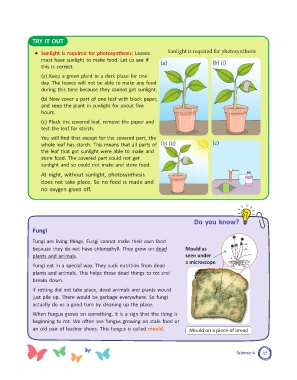 TRY IT OUT
Sunlight is required for photosynthesis: Leaves
must have sunlight to make food. Let us see if
this is correct.
(a) Keep a green plant in a dark place for one
day. The leaves will not be able to make any food
during this time because they cannot get sunlight.
(b) Now cover a part of one leaf with black paper
and keep the plant in sunlight for about five
hours.
(c) Pluck the covered leaf, remove the paper and
test the leaf for starch.
You will find that except for the covered part, the
whole leaf has starch. This means that all parts of
the leaf that got sunlight were able to make and
store food. The covered part could not get
sunlight and so could not make and store food.
At night, without sunlight, photosynthesis
does not take place. So no food is made and
no oxygen given off.
Sunlight is required for photosynthesis
(a)
(b) (i)
(b) (ii)
(c)
Do you know?
Fungi
Fungi are living things. Fungi cannot make their own food
because they do not have chlorophyll. They grow on dead
plants and animals.
Fungi eat in a special way. They suck nutrition from dead
plants and animals. This helps these dead things to rot and
breaks down.
If rotting did not take place, dead animals and plants would
just pile up. There would be garbage everywhere. So fungi
actually do us a good turn by cleaning up the place.
When fungus grows on something, it is a sign that the thing is
beginning to rot. We often see fungus growing on stale food or
an old pair of leather shoes. This fungus is called mould.
Mould as
seen under
a microscope
Mould on a piece of bread
Science-4